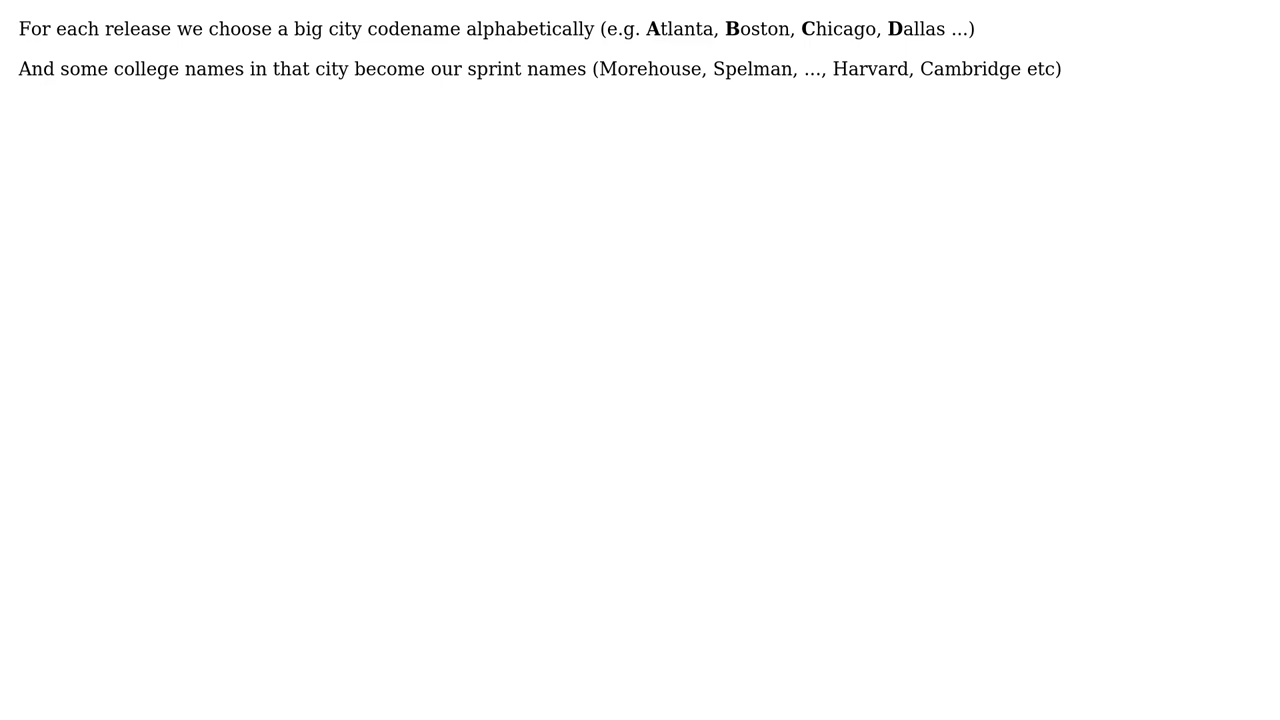 For each release we choose a big city codename alphabetically (e.g. Atlanta, Boston, Chicago, Dallas ...)
And some college names in that city become our sprint names (Morehouse, Spelman, ..., Harvard, Cambridge etc)